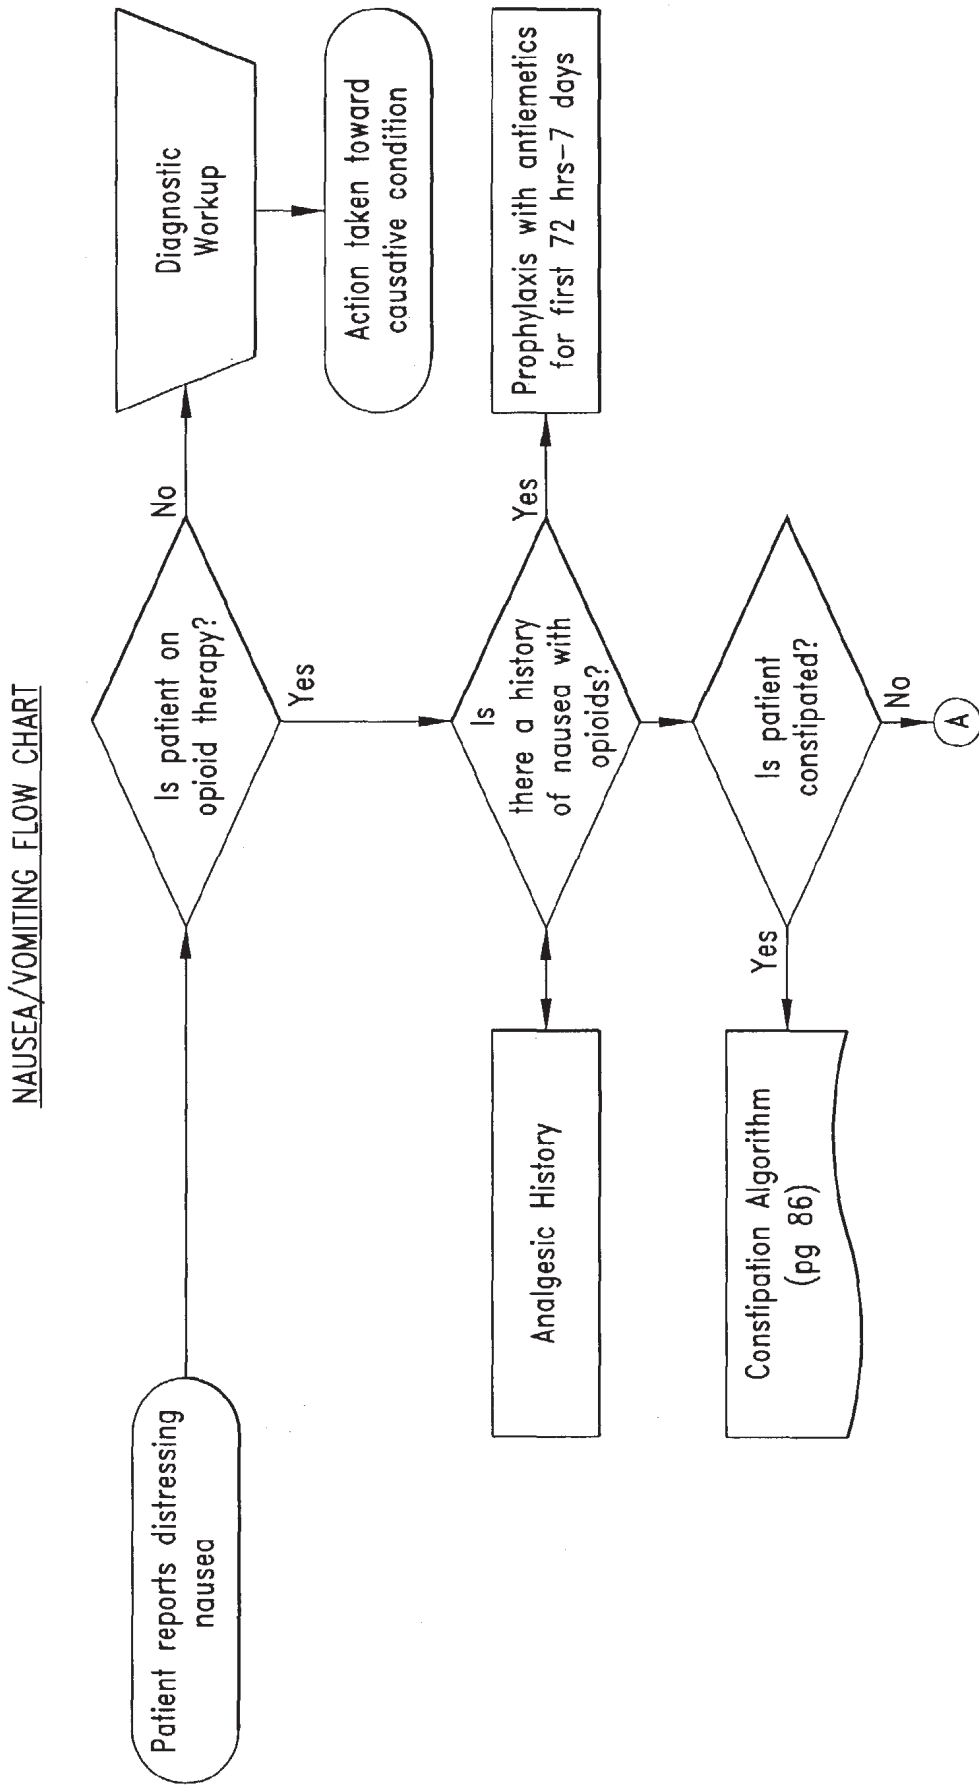 NAUSEA/VOMITING FLOW CHART
Patient reports distressing
nausea
Is patient on
opioid therapy?
No
Diagnostic
Workup
Action taken toward
causative condition
Yes
Analgesic History
Is
there a history
of nausea with
opioids?
Yes
Prophylaxis with antiemetics
for first 72 hrs-7 days
Constipation Algorithm
(pg 86)
Yes
Is patient
constipated?
No
A